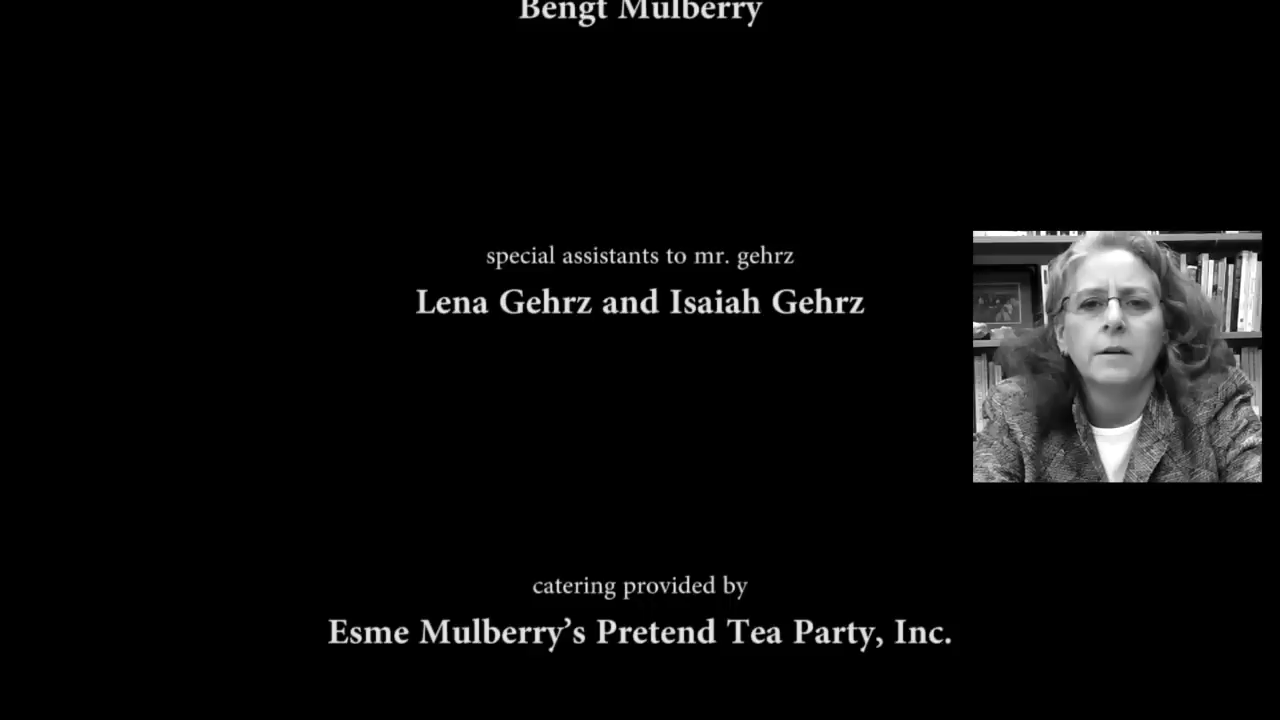 Bengt Mulberry
special assistants to mr. gehrz
Lena Gehrz and Isaiah Gehrz
catering provided by
Esme Mulberry’s Pretend Tea Party, Inc.